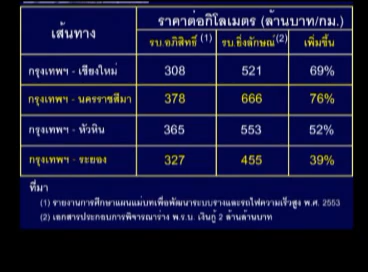 เส้นทาง
ราคาต่อกิโลเมตร (ล้านบาท/กม.)
รบ.อภิสิทธิ์ (1) รบ.ยิ่งลักษณ์ (2) เพิ่มขึ้น
กรุงเทพฯ - เชียงใหม่ 308 521 69%
กรุงเทพฯ - นครราชสีมา 378 666 76%
กรุงเทพฯ - หัวหิน 365 553 52%
กรุงเทพฯ - ระยอง 327 455 39%
ที่มา
(1) รายงานการศึกษาแผนแม่บทเพื่อพัฒนาระบบรางและรถไฟความเร็วสูง พ.ศ. 2553
(2) เอกสารประกอบการพิจารณาร่าง พ.ร.บ. เงินกู้ 2 ล้านล้านบาท